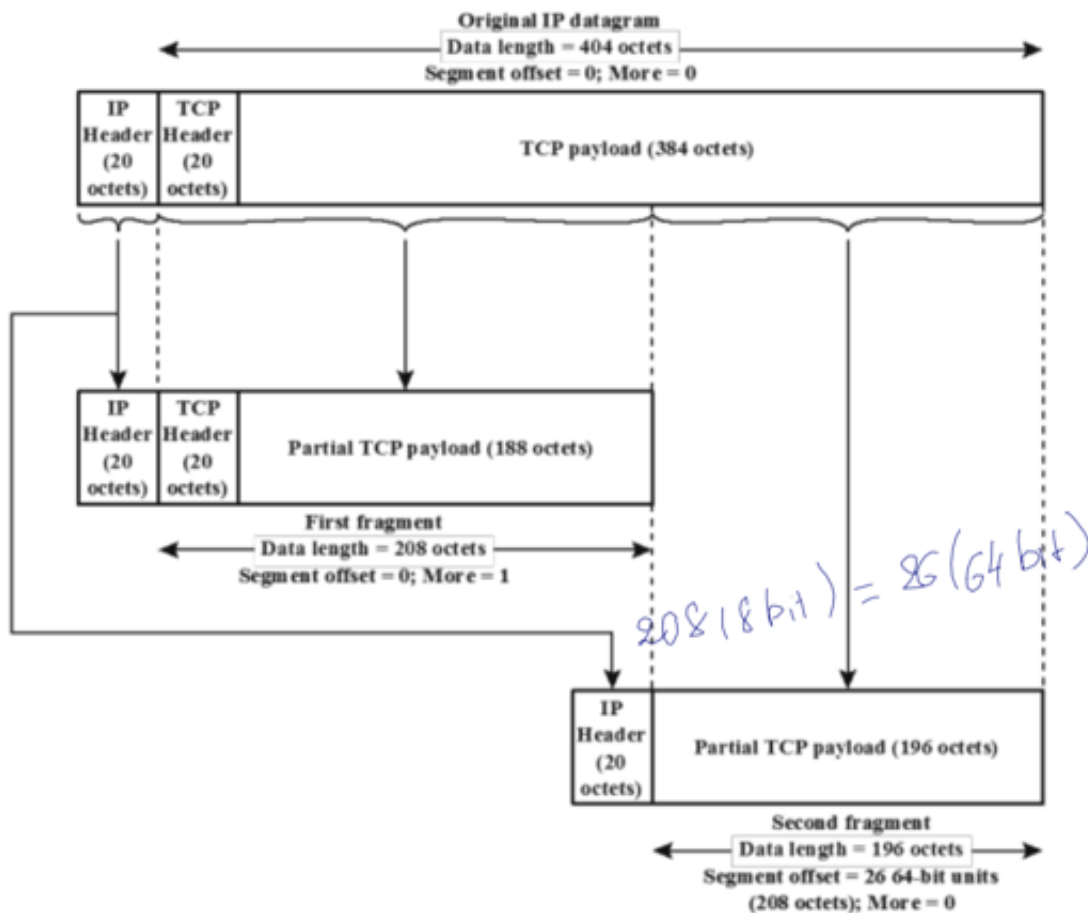 Original IP datagram
Data length = 404 octets
Segment offset = 0; More = 0
IP
Header
(20
octets)
TCP
Header
(20
octets)
TCP payload (384 octets)
IP
Header
(20
octets)
TCP
Header
(20
octets)
Partial TCP payload (188 octets)
First fragment
Data length = 208 octets
Segment offset = 0; More = 1
208 (8 bit) = 26 (64 bit)
IP
Header
(20
octets)
Partial TCP payload (196 octets)
Second fragment
Data length = 196 octets
Segment offset = 26 64-bit units
(208 octets); More = 0